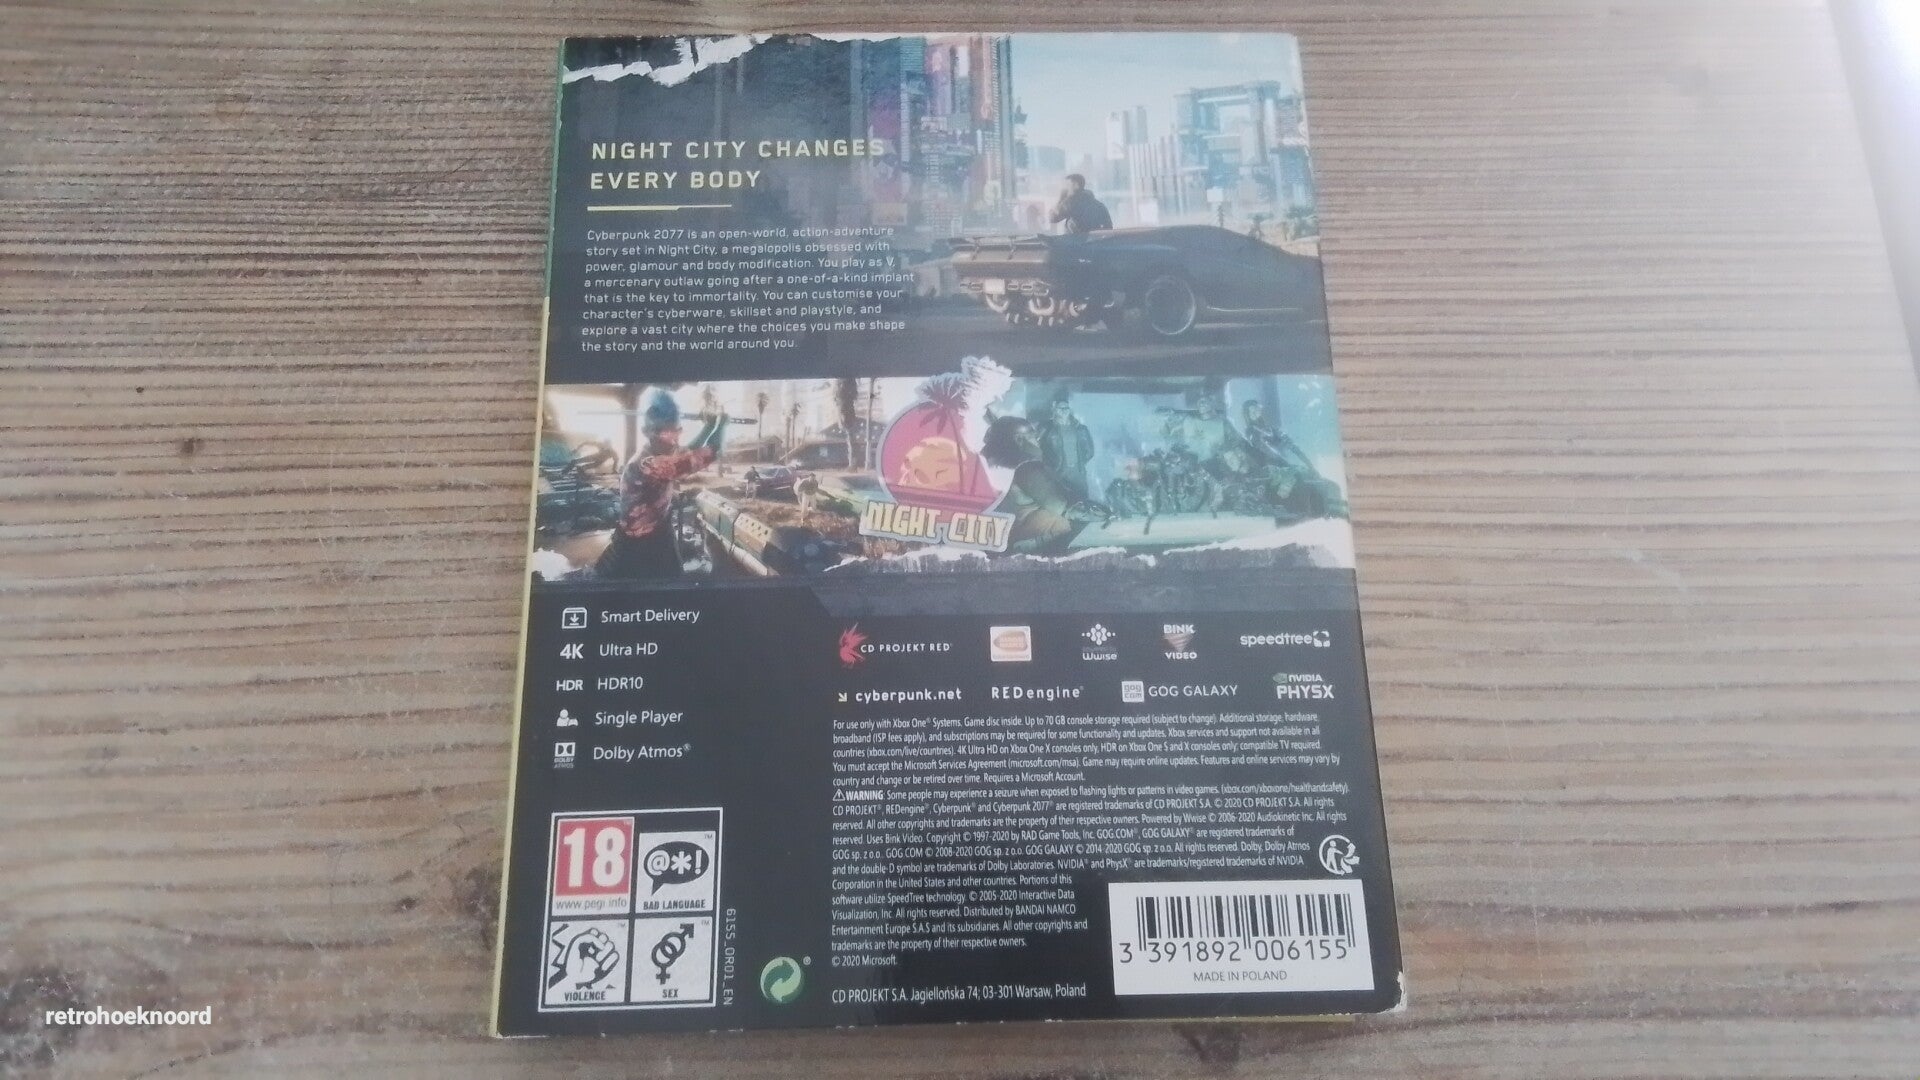 NIGHT CITY CHANGES
EVERY BODY
Cyberpunk 2077 is an open-world, action-adventure
story set in Night City, a megalopolis obsessed with
power, glamour and body modification. You play as V,
a mercenary outlaw going after a one-of-a-kind implant
that is the key to immortality. You can customise your
character's cyberware, skillset and playstyle, and
explore a vast city where the choices you make shape
the story and the world around you.
NIGHT CITY
Smart Delivery
4K Ultra HD
HDR HDR10
Single Player
DOLBY ATMOS Dolby Atmos®
CD PROJEKT RED®
Wwise
BINK VIDEO
speedtree
cyberpunk.net
REDengine®
GOG.COM GOG GALAXY
NVIDIA PHYSX
For use only with Xbox One® Systems. Game disc inside. Up to 70 GB console storage required (subject to change). Additional storage, hardware,
broadband (ISP fees apply), and subscriptions may be required for some functionality and updates. Xbox services and support not available in all
countries (xbox.com/live/countries). 4K Ultra HD on Xbox One X consoles only, HDR on Xbox One S and X consoles only; compatible TV required.
You must accept the Microsoft Services Agreement (microsoft.com/msa). Game may require online updates. Features and online services may vary by
country and change or be retired over time. Requires a Microsoft Account.
⚠WARNING Some people may experience a seizure when exposed to flashing lights or patterns in video games. (xbox.com/xboxone/healthandsafety).
CD PROJEKT®, REDengine®, Cyberpunk® and Cyberpunk 2077® are registered trademarks of CD PROJEKT S.A. © 2020 CD PROJEKT S.A. All rights
reserved. All other copyrights and trademarks are the property of their respective owners. Powered by Wwise © 2006-2020 Audiokinetic Inc. All rights
reserved. Uses Bink Video. Copyright © 1997-2020 by RAD Game Tools, Inc. GOG.COM®, GOG GALAXY® are registered trademarks of
GOG sp. z o.o. GOG.COM © 2008-2020 GOG sp. z o.o. GOG GALAXY © 2014-2020 GOG sp. z o.o. All rights reserved. Dolby, Dolby Atmos
and the double-D symbol are trademarks of Dolby Laboratories. NVIDIA® and PhysX® are trademarks/registered trademarks of NVIDIA
Corporation in the United States and other countries. Portions of this
software utilize SpeedTree technology. © 2005-2020 Interactive Data
Visualization, Inc. All rights reserved. Distributed by BANDAI NAMCO
Entertainment Europe S.A.S and its subsidiaries. All other copyrights and
trademarks are the property of their respective owners.
© 2020 Microsoft.
CD PROJEKT S.A. Jagiellońska 74; 03-301 Warsaw, Poland
18
www.pegi.info
@*!
BAD LANGUAGE
VIOLENCE
SEX
6155_OR01_EN
3 391892 006155
MADE IN POLAND
retrohoeknoord